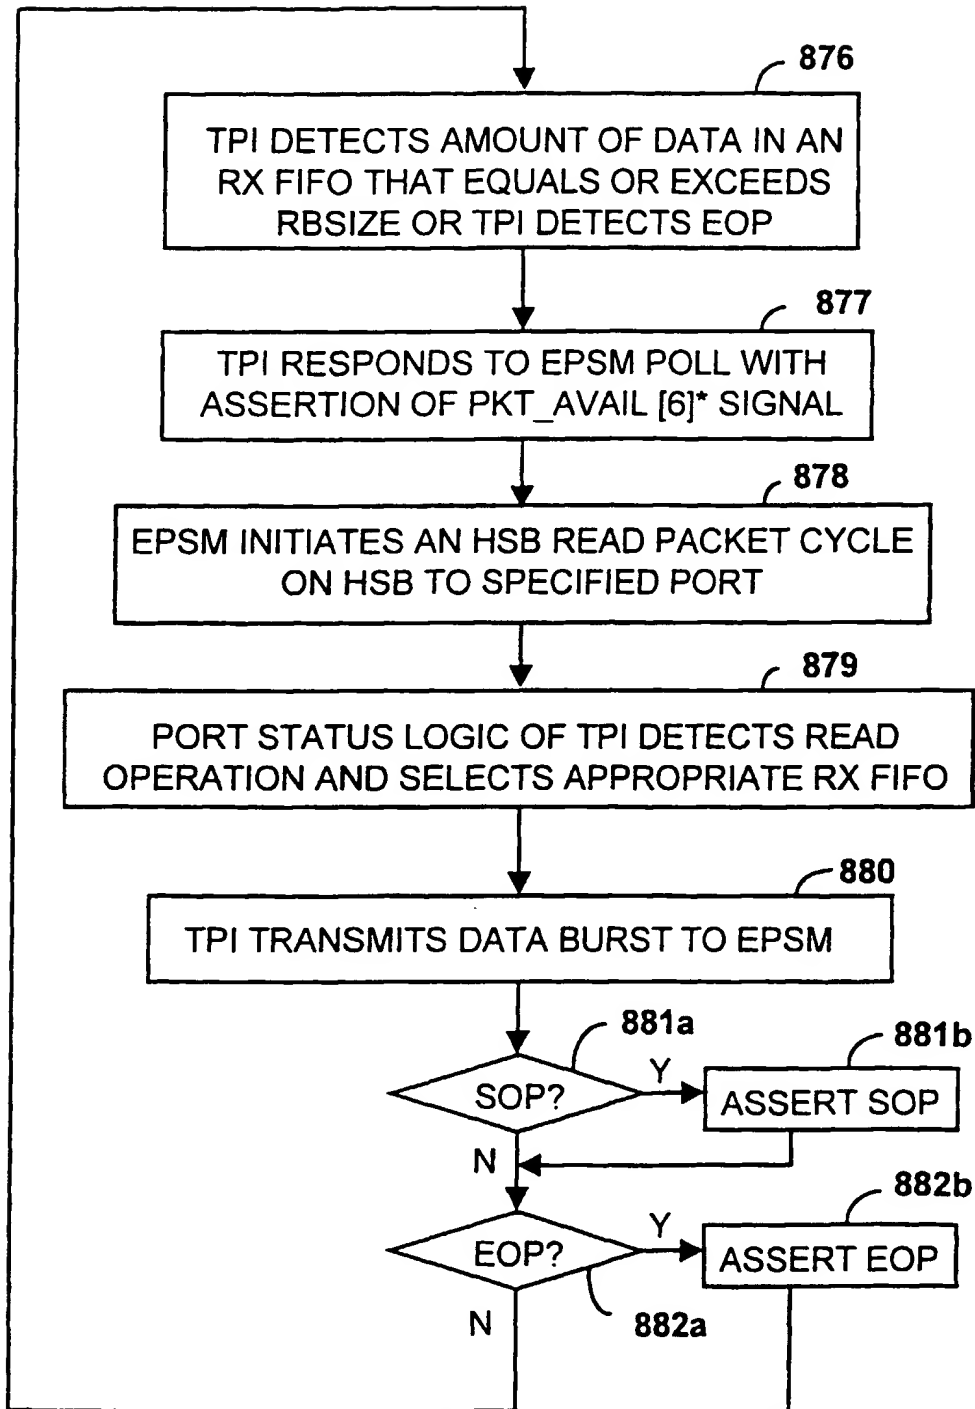 876
TPI DETECTS AMOUNT OF DATA IN AN
RX FIFO THAT EQUALS OR EXCEEDS
RBSIZE OR TPI DETECTS EOP
877
TPI RESPONDS TO EPSM POLL WITH
ASSERTION OF PKT_AVAIL [6]* SIGNAL
878
EPSM INITIATES AN HSB READ PACKET CYCLE
ON HSB TO SPECIFIED PORT
879
PORT STATUS LOGIC OF TPI DETECTS READ
OPERATION AND SELECTS APPROPRIATE RX FIFO
880
TPI TRANSMITS DATA BURST TO EPSM
881a
881b
SOP?
Y
ASSERT SOP
N
882b
EOP?
Y
ASSERT EOP
882a
N